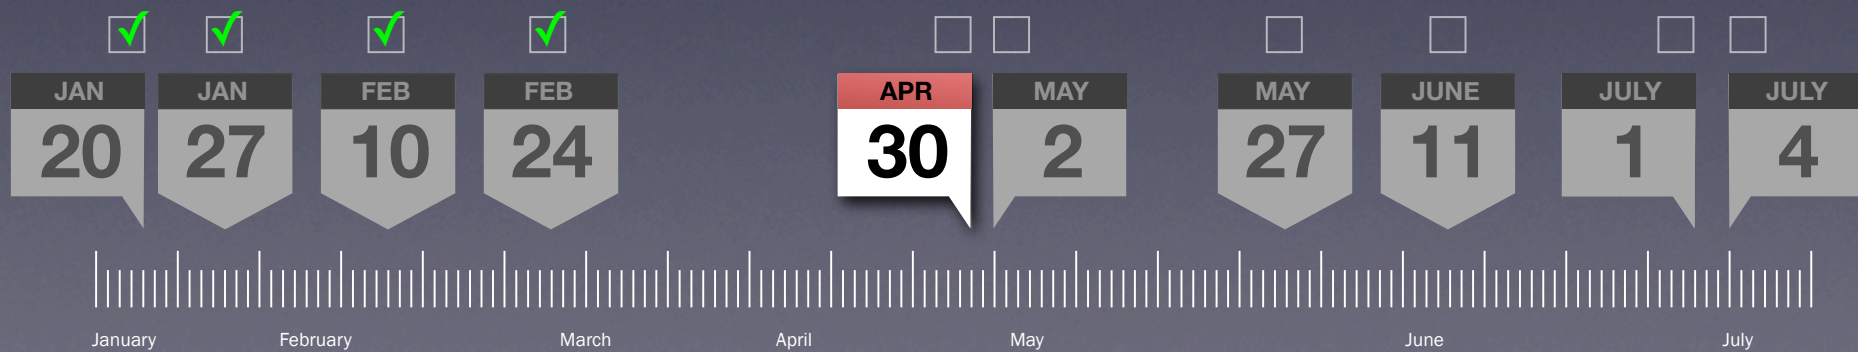 JAN JAN FEB FEB APR MAY MAY JUNE JULY JULY
20 27 10 24 30 2 27 11 1 4
January February March April May June July